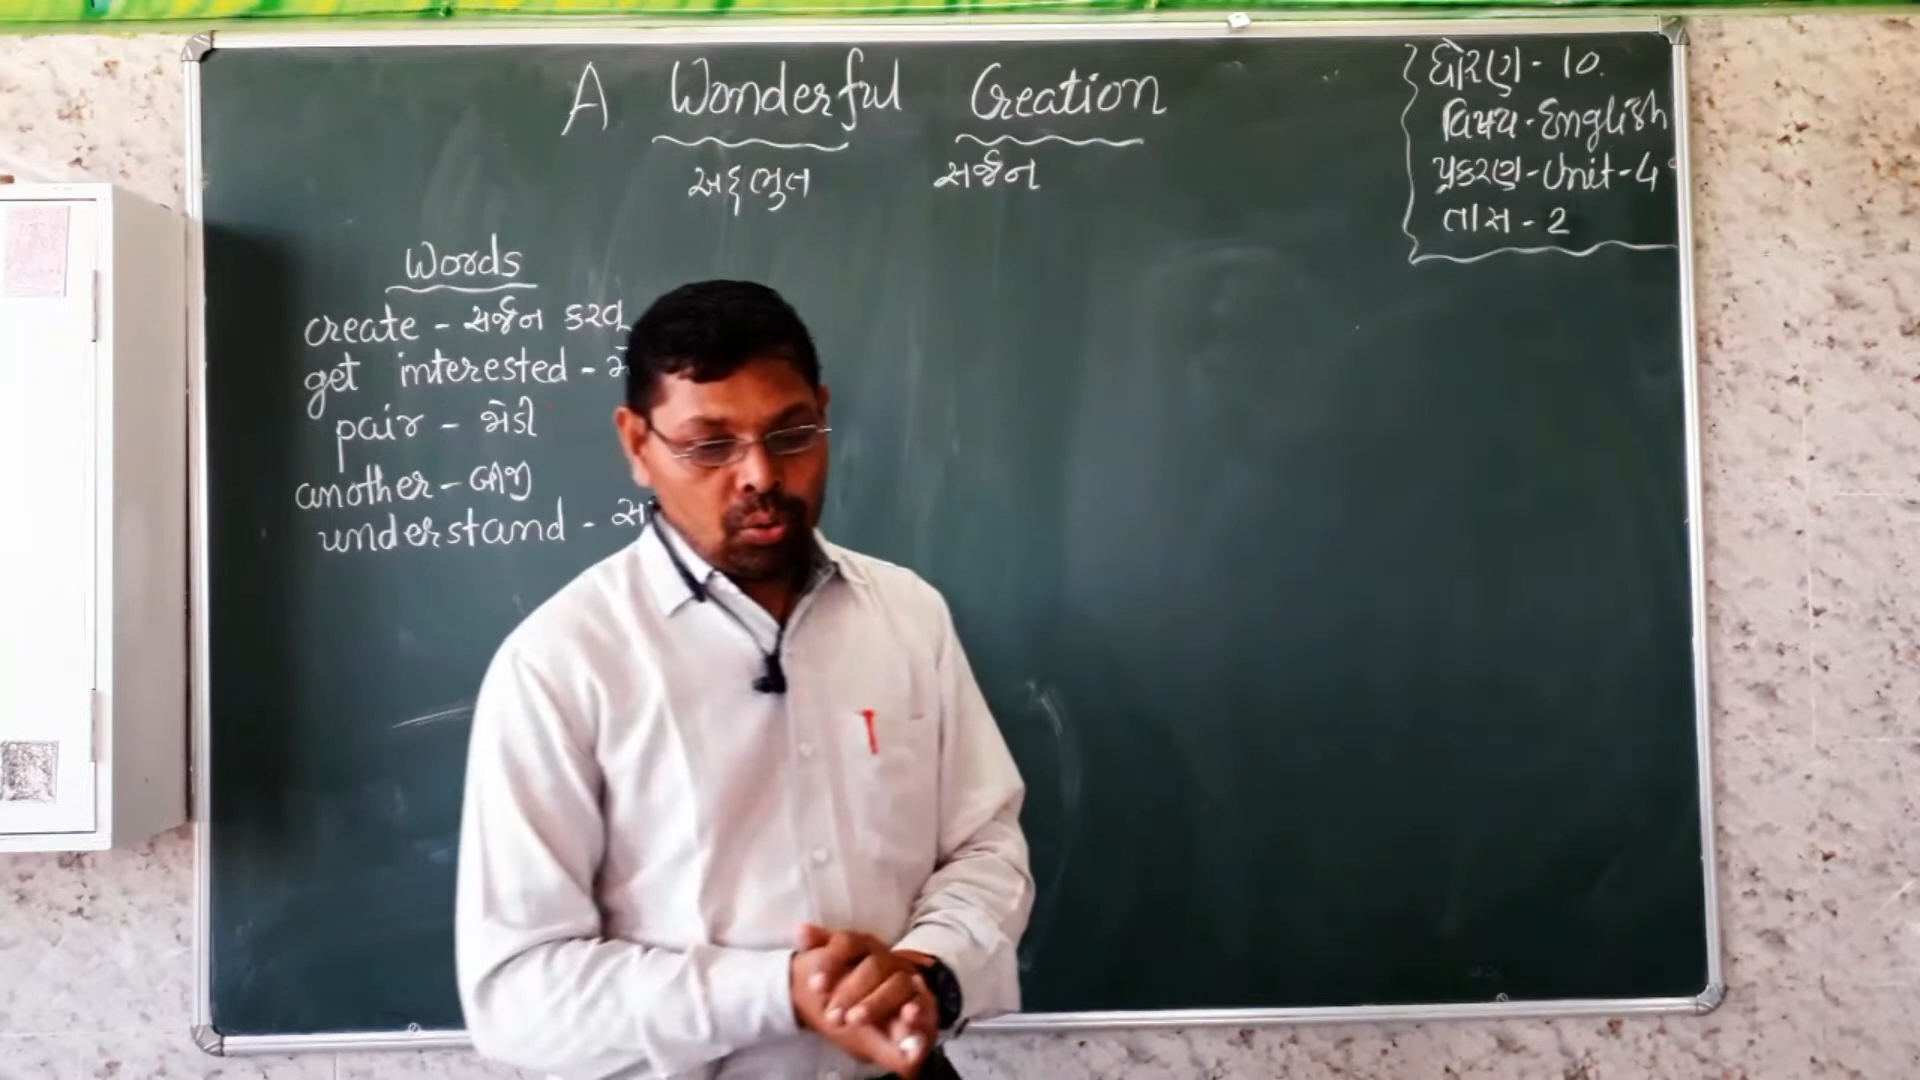 A Wonderful Creation
અદ્દભુત સર્જન
ધોરણ - 10.
વિષય - English
પ્રકરણ - Unit - 4
તાસ - 2
Words
create - સર્જન કરવુ
get interested -
pair - જોડી
another - બીજી
understand -